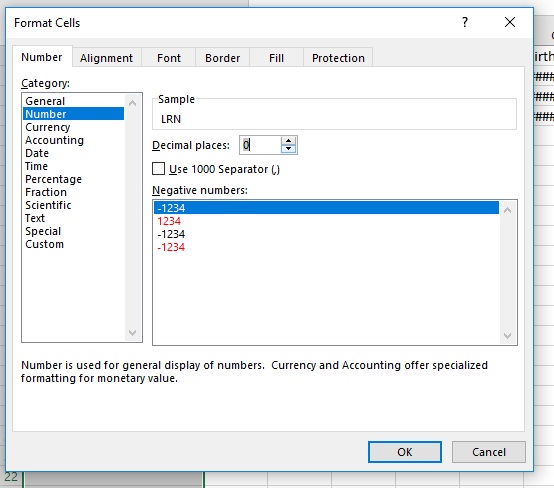 Format Cells
?
Number Alignment Font Border Fill Protection
Category:
General
Number
Currency
Accounting
Date
Time
Percentage
Fraction
Scientific
Text
Special
Custom
Sample
LRN
Decimal places: 0
Use 1000 Separator (,)
Negative numbers:
-1234
1234
-1234
-1234
Number is used for general display of numbers. Currency and Accounting offer specialized
formatting for monetary value.
OK Cancel
22
irth
###
###
###